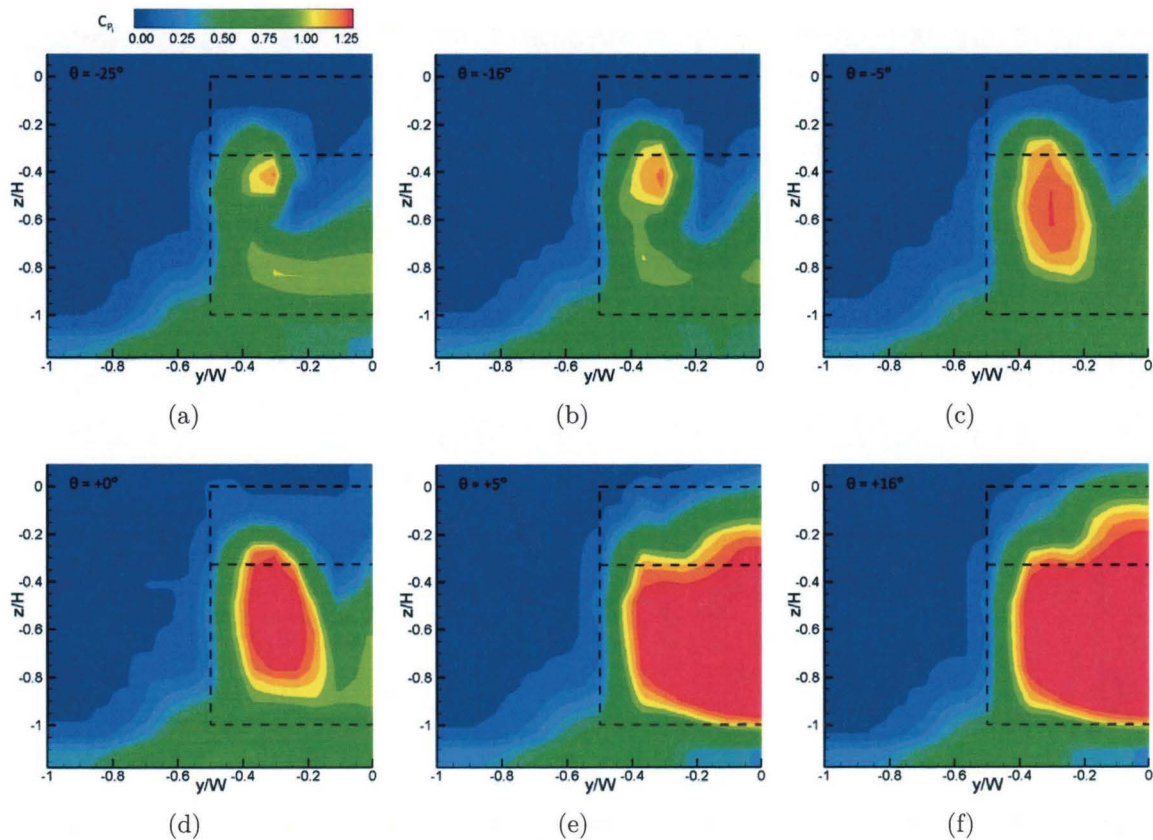 C_Pi
0.00 0.25 0.50 0.75 1.00 1.25
θ = -25°
z/H
0
-0.2
-0.4
-0.6
-0.8
-1
-1 -0.8 -0.6 -0.4 -0.2 0
y/W
(a)
θ = -16°
z/H
0
-0.2
-0.4
-0.6
-0.8
-1
-1 -0.8 -0.6 -0.4 -0.2 0
y/W
(b)
θ = -5°
z/H
0
-0.2
-0.4
-0.6
-0.8
-1
-1 -0.8 -0.6 -0.4 -0.2 0
y/W
(c)
θ = +0°
z/H
0
-0.2
-0.4
-0.6
-0.8
-1
-1 -0.8 -0.6 -0.4 -0.2 0
y/W
(d)
θ = +5°
z/H
0
-0.2
-0.4
-0.6
-0.8
-1
-1 -0.8 -0.6 -0.4 -0.2 0
y/W
(e)
θ = +16°
z/H
0
-0.2
-0.4
-0.6
-0.8
-1
-1 -0.8 -0.6 -0.4 -0.2 0
y/W
(f)